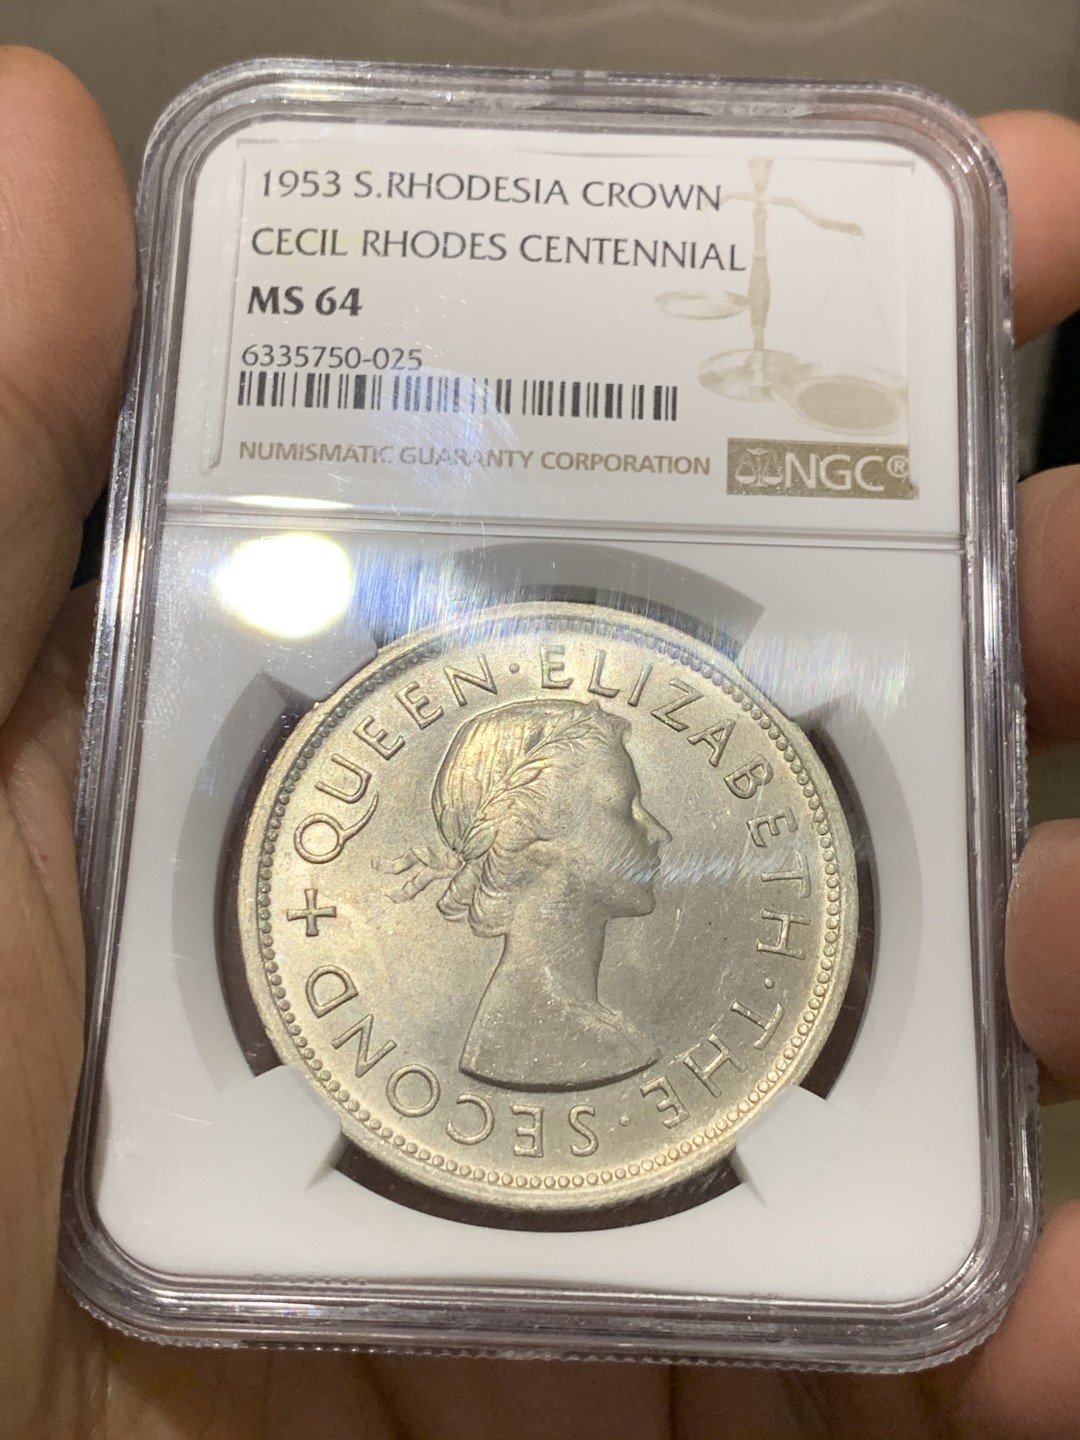 1953 S.RHODESIA CROWN
CECIL RHODES CENTENNIAL
MS 64
6335750-025
NUMISMATIC GUARANTY CORPORATION
NGC®
+ QUEEN · ELIZABETH · THE · SECOND